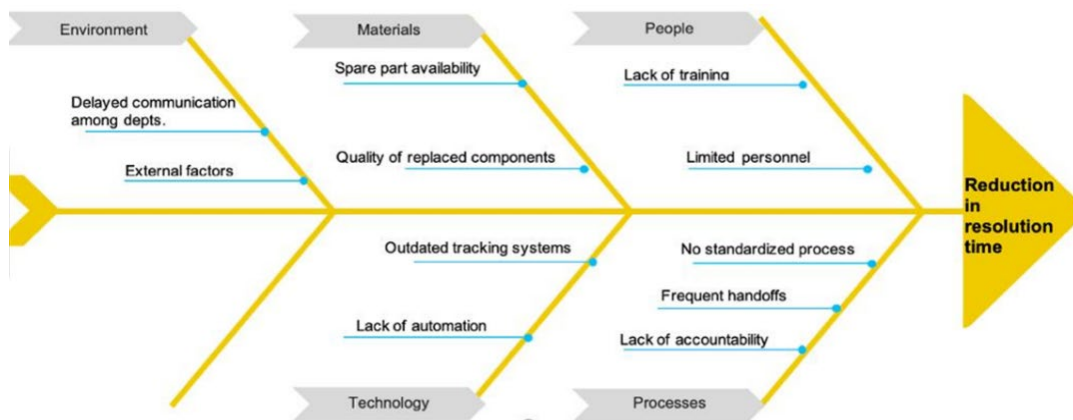 Environment
Materials
People
Spare part availability
Lack of training
Delayed communication
among depts.
Quality of replaced components
Limited personnel
External factors
Reduction
in
resolution
time
Outdated tracking systems
No standardized process
Frequent handoffs
Lack of automation
Lack of accountability
Technology
Processes